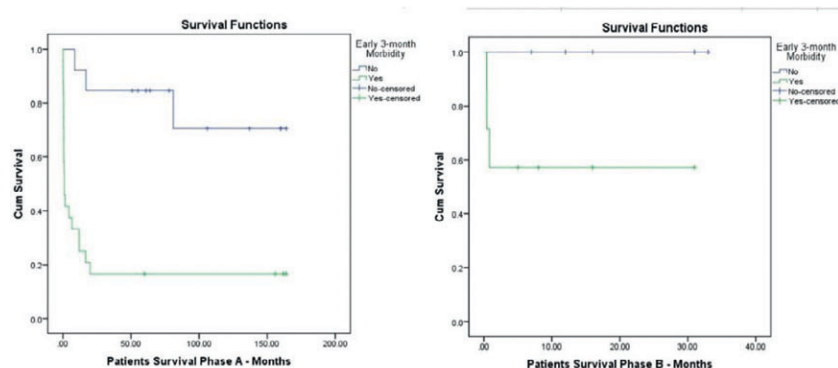 Survival Functions
Early 3-month
Morbidity
No
Yes
No-censored
Yes-censored
1.0
0.8
0.6
0.4
0.2
0.0
Cum Survival
.00
50.00
100.00
150.00
200.00
Patients Survival Phase A - Months
Survival Functions
Early 3-month
Morbidity
No
Yes
No-censored
Yes-censored
1.0
0.8
0.6
0.4
0.2
0.0
Cum Survival
.00
10.00
20.00
30.00
40.00
Patients Survival Phase B - Months